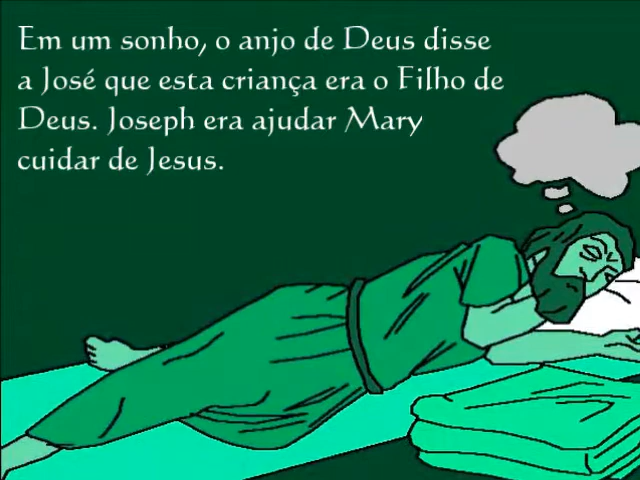 Em um sonho, o anjo de Deus disse
a José que esta criança era o Filho de
Deus. Joseph era ajudar Mary
cuidar de Jesus.